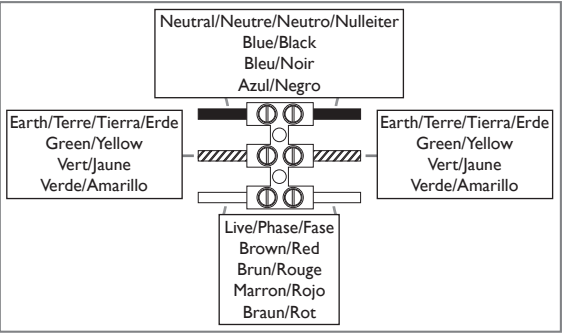 Neutral/Neutre/Neutro/Nulleiter
Blue/Black
Bleu/Noir
Azul/Negro
Earth/Terre/Tierra/Erde
Green/Yellow
Vert/Jaune
Verde/Amarillo
Earth/Terre/Tierra/Erde
Green/Yellow
Vert/Jaune
Verde/Amarillo
Live/Phase/Fase
Brown/Red
Brun/Rouge
Marron/Rojo
Braun/Rot